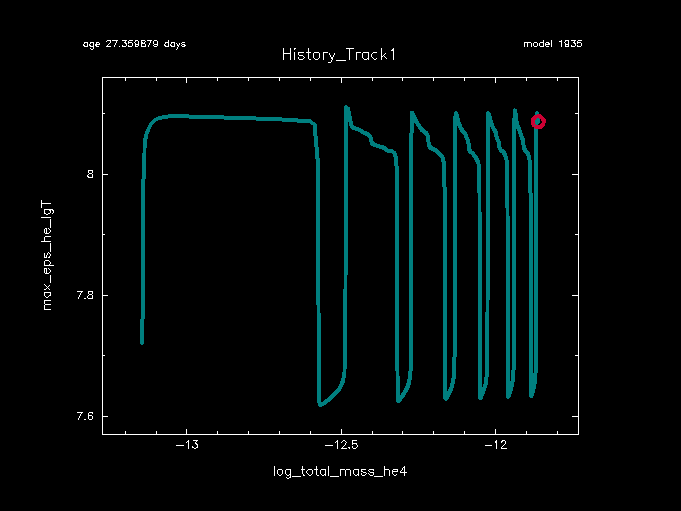 age 27.359879 days
model 1935
History_Track1
max_eps_he_lgT
8
7.8
7.6
−13
−12.5
−12
log_total_mass_he4